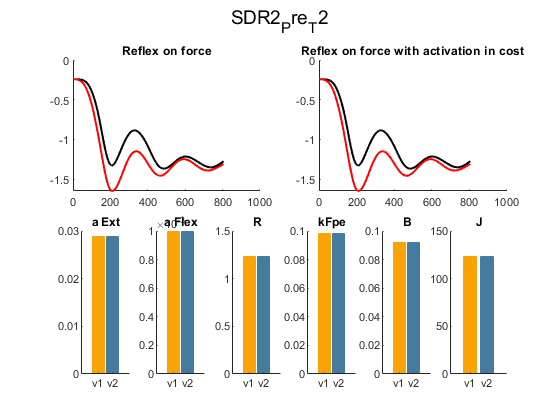 SDR2PreT2
Reflex on force
Reflex on force with activation in cost
0
-0.5
-1
-1.5
0 200 400 600 800 1000
0
-0.5
-1
-1.5
0 200 400 600 800 1000
a Ext
0.03
0.02
0.01
0
v1 v2
a Flex
1
0.8
0.6
0.4
0.2
0
v1 v2
R
1.5
1
0.5
0
v1 v2
kFpe
0.1
0.08
0.06
0.04
0.02
0
v1 v2
B
0.1
0.08
0.06
0.04
0.02
0
v1 v2
J
150
100
50
0
v1 v2